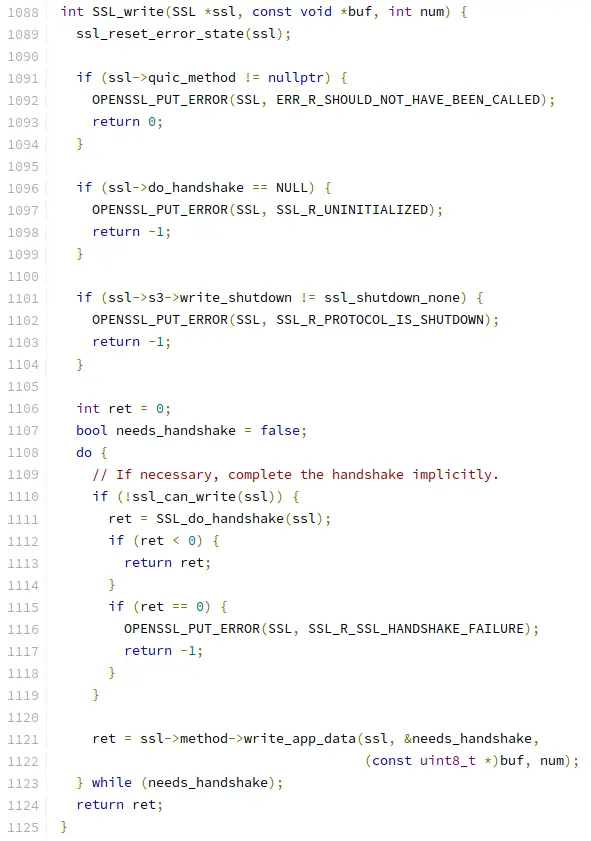 1088 int SSL_write(SSL *ssl, const void *buf, int num) {
1089   ssl_reset_error_state(ssl);
1090
1091   if (ssl->quic_method != nullptr) {
1092     OPENSSL_PUT_ERROR(SSL, ERR_R_SHOULD_NOT_HAVE_BEEN_CALLED);
1093     return 0;
1094   }
1095
1096   if (ssl->do_handshake == NULL) {
1097     OPENSSL_PUT_ERROR(SSL, SSL_R_UNINITIALIZED);
1098     return -1;
1099   }
1100
1101   if (ssl->s3->write_shutdown != ssl_shutdown_none) {
1102     OPENSSL_PUT_ERROR(SSL, SSL_R_PROTOCOL_IS_SHUTDOWN);
1103     return -1;
1104   }
1105
1106   int ret = 0;
1107   bool needs_handshake = false;
1108   do {
1109     // If necessary, complete the handshake implicitly.
1110     if (!ssl_can_write(ssl)) {
1111       ret = SSL_do_handshake(ssl);
1112       if (ret < 0) {
1113         return ret;
1114       }
1115       if (ret == 0) {
1116         OPENSSL_PUT_ERROR(SSL, SSL_R_SSL_HANDSHAKE_FAILURE);
1117         return -1;
1118       }
1119     }
1120
1121     ret = ssl->method->write_app_data(ssl, &needs_handshake,
1122                                       (const uint8_t *)buf, num);
1123   } while (needs_handshake);
1124   return ret;
1125 }